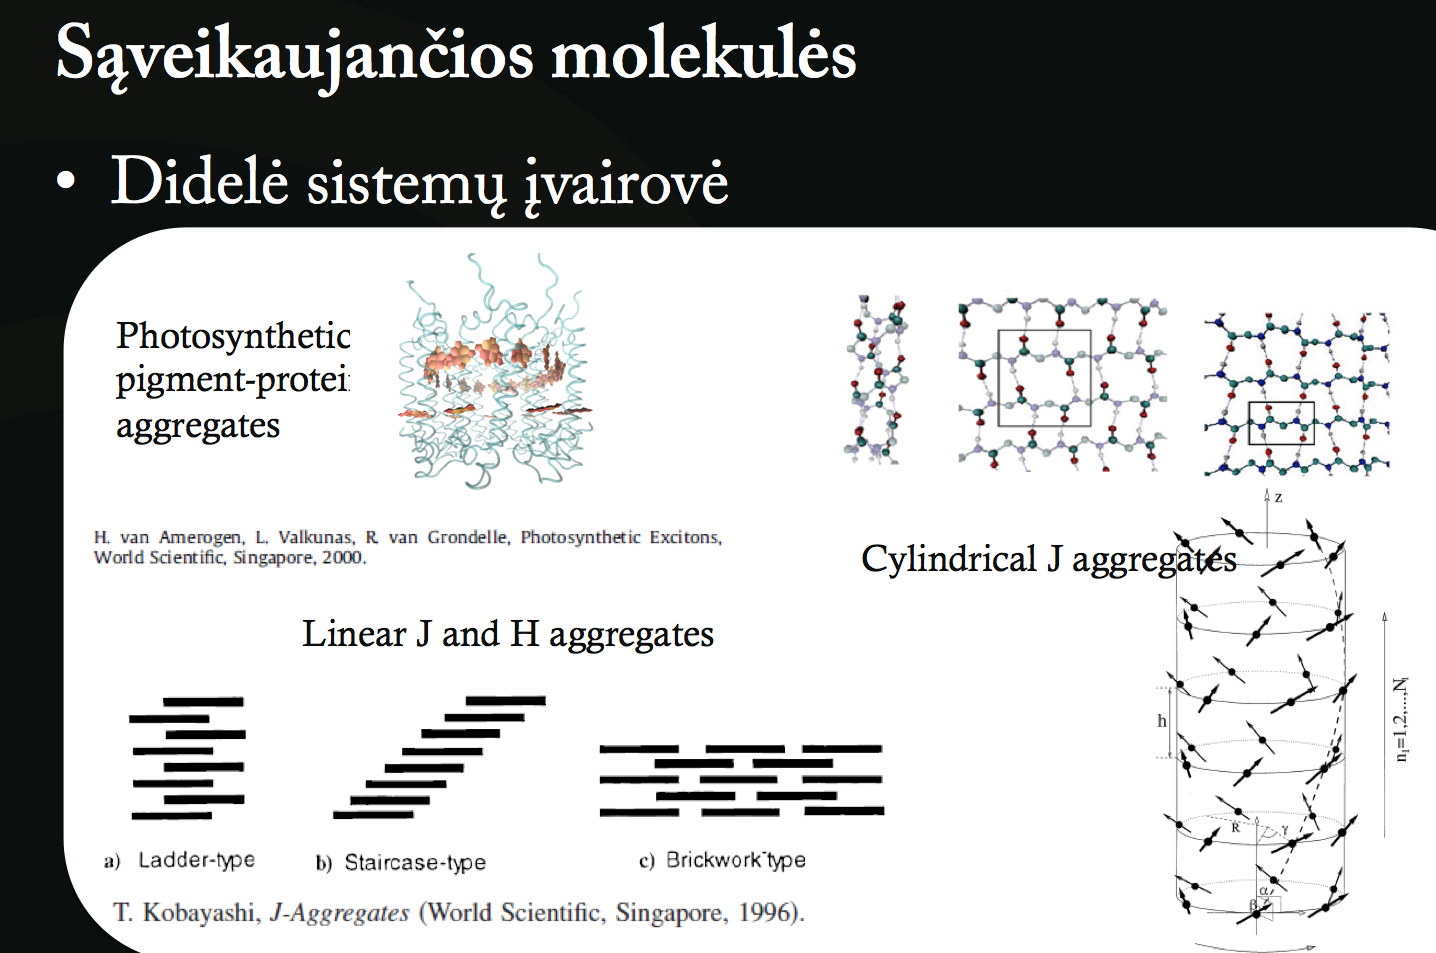 Sąveikaujančios molekulės
• Didelė sistemų įvairovė
Photosynthetic
pigment-protei
aggregates
H. van Amerogen, L. Valkunas, R. van Grondelle, Photosynthetic Excitons,
World Scientific, Singapore, 2000.
z
Cylindrical J aggregates
Linear J and H aggregates
h
n₁=1,2,...,N₁
R
γ
α
β
a) Ladder-type
b) Staircase-type
c) Brickwork-type
T. Kobayashi, J-Aggregates (World Scientific, Singapore, 1996).